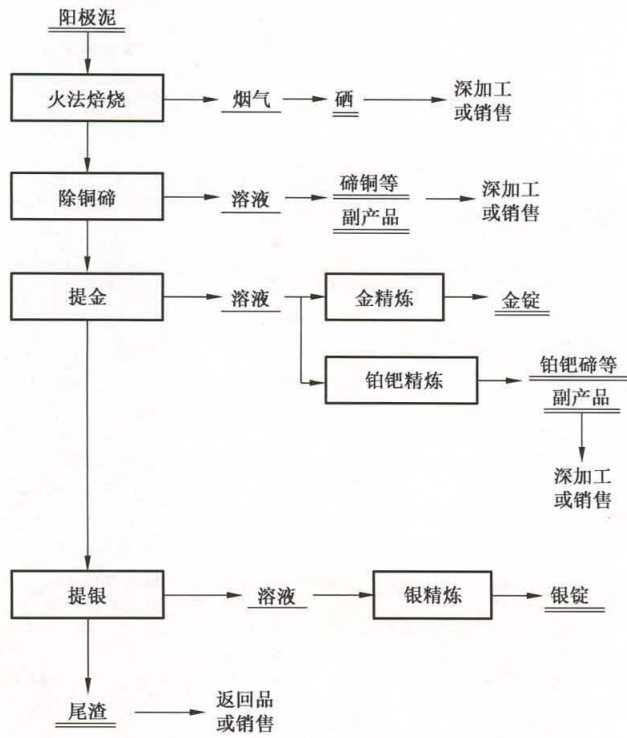 阳极泥
火法焙烧
烟气
硒
深加工
或销售
除铜碲
溶液
碲铜等
副产品
深加工
或销售
提金
溶液
金精炼
金锭
铂钯精炼
铂钯碲等
副产品
深加工
或销售
提银
溶液
银精炼
银锭
尾渣
返回品
或销售